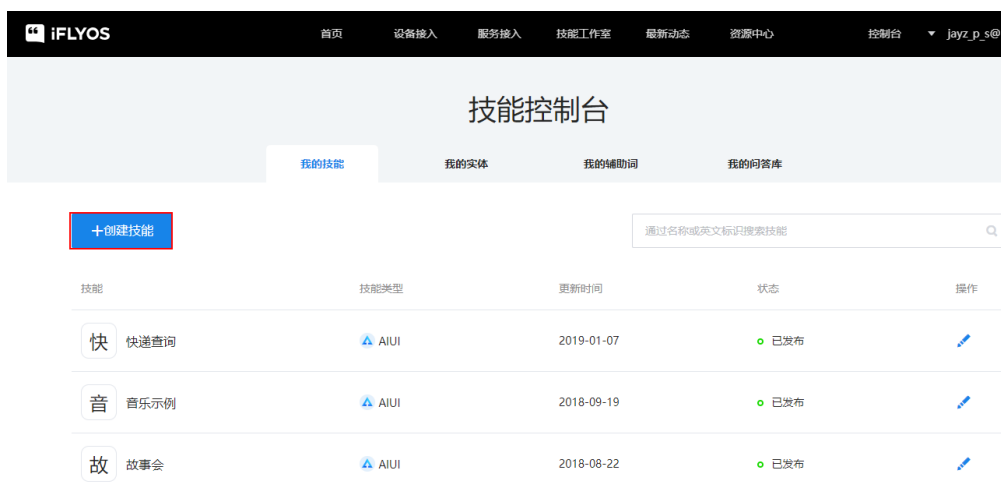 iFLYOS 首页 设备接入 服务接入 技能工作室 最新动态 资源中心 控制台 jayz_p_s@
技能控制台
我的技能 我的实体 我的辅助词 我的问答库
+创建技能 通过名称或英文标识搜索技能
技能 技能类型 更新时间 状态 操作
快 快递查询 AIUI 2019-01-07 已发布
音 音乐示例 AIUI 2018-09-19 已发布
故 故事会 AIUI 2018-08-22 已发布